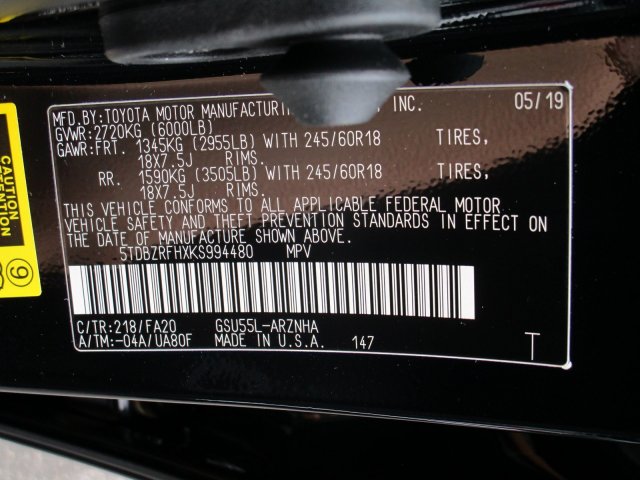 MFD.BY:TOYOTA MOTOR MANUFACTURIN INC. 05/19
GVWR:2720KG (6000LB)
GAWR:FRT. 1345KG (2955LB) WITH 245/60R18 TIRES,
18X7.5J RIMS.
RR. 1590KG (3505LB) WITH 245/60R18 TIRES,
18X7.5J RIMS.
THIS VEHICLE CONFORMS TO ALL APPLICABLE FEDERAL MOTOR
VEHICLE SAFETY AND THEFT PREVENTION STANDARDS IN EFFECT ON
THE DATE OF MANUFACTURE SHOWN ABOVE.
5TDBZRFHXKS994480 MPV
C/TR:218/FA20 GSU55L-ARZNHA
A/TM:-04A/UA80F MADE IN U.S.A. 147 T
CAUTION
9